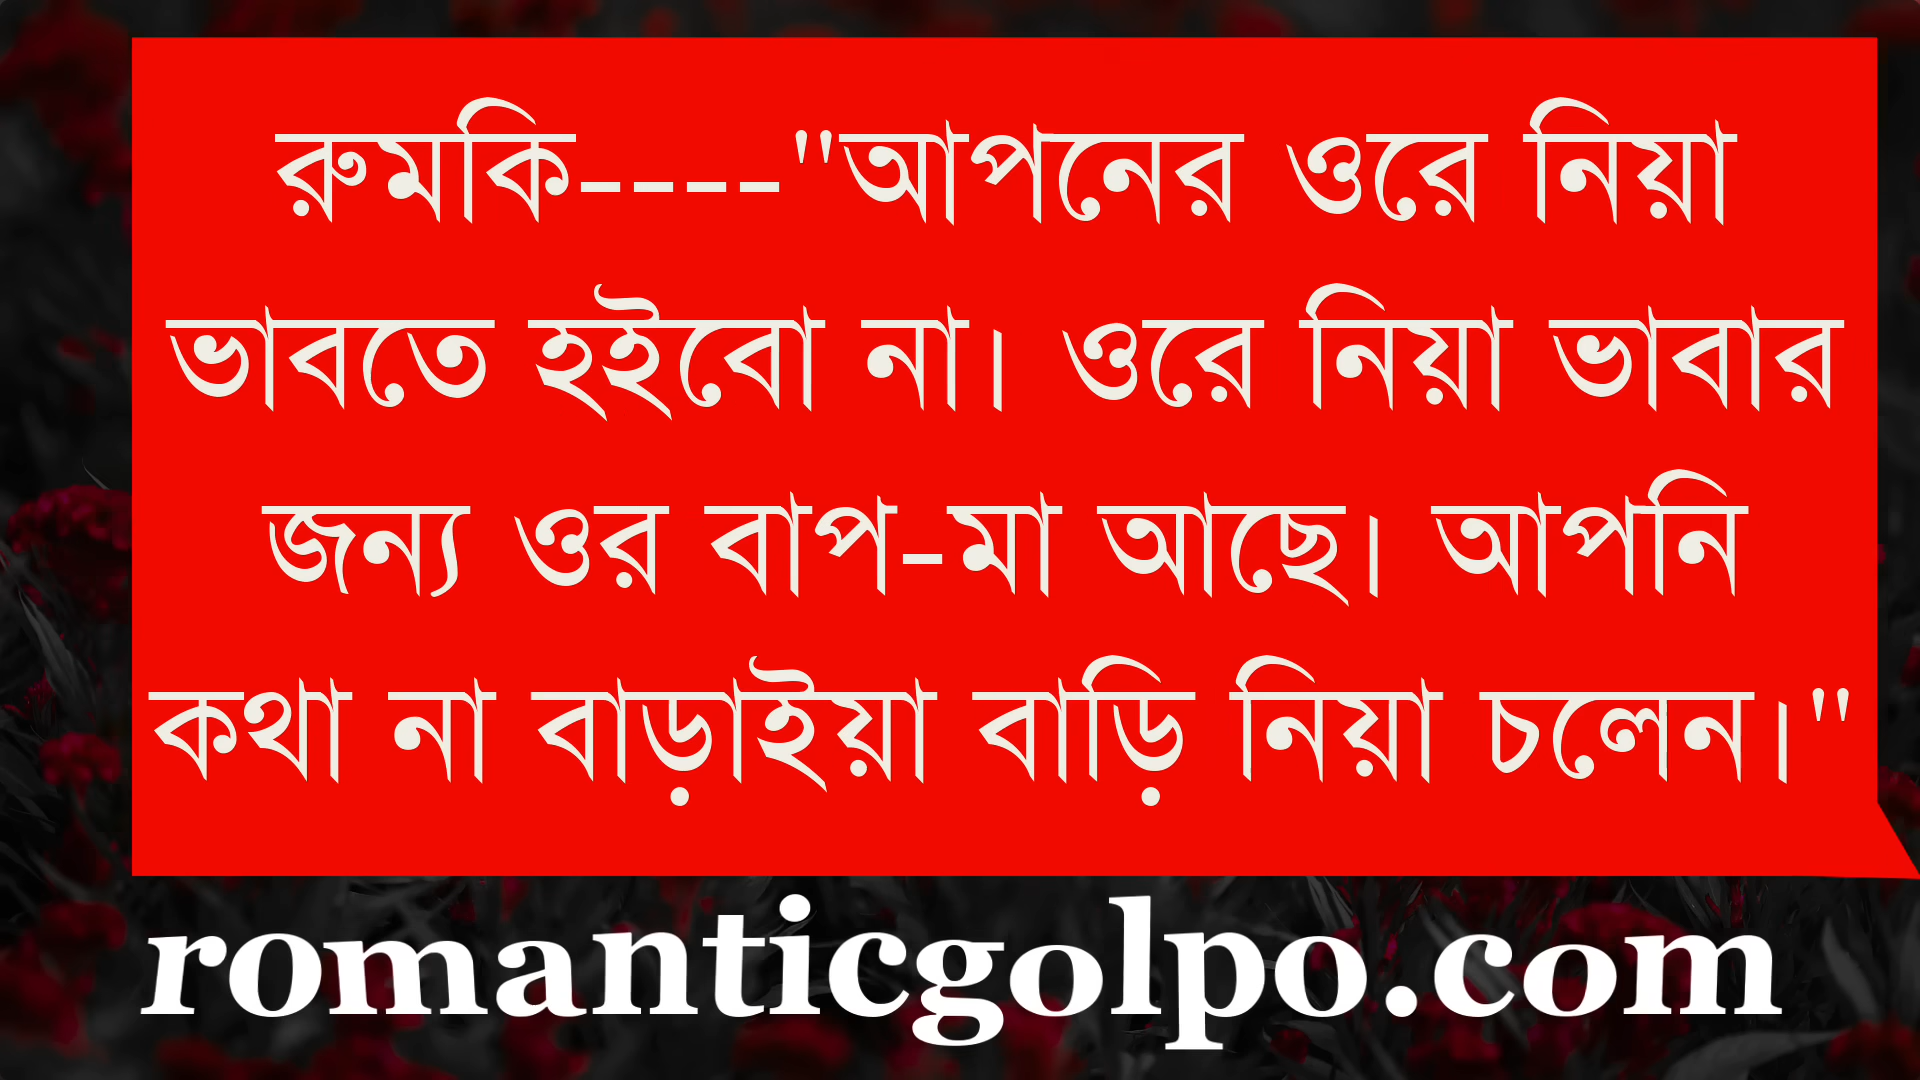 রুমকি----"আপনের ওরে নিয়া
ভাবতে হইবো না। ওরে নিয়া ভাবার
জন্য ওর বাপ-মা আছে। আপনি
কথা না বাড়াইয়া বাড়ি নিয়া চলেন।"
romanticgolpo.com